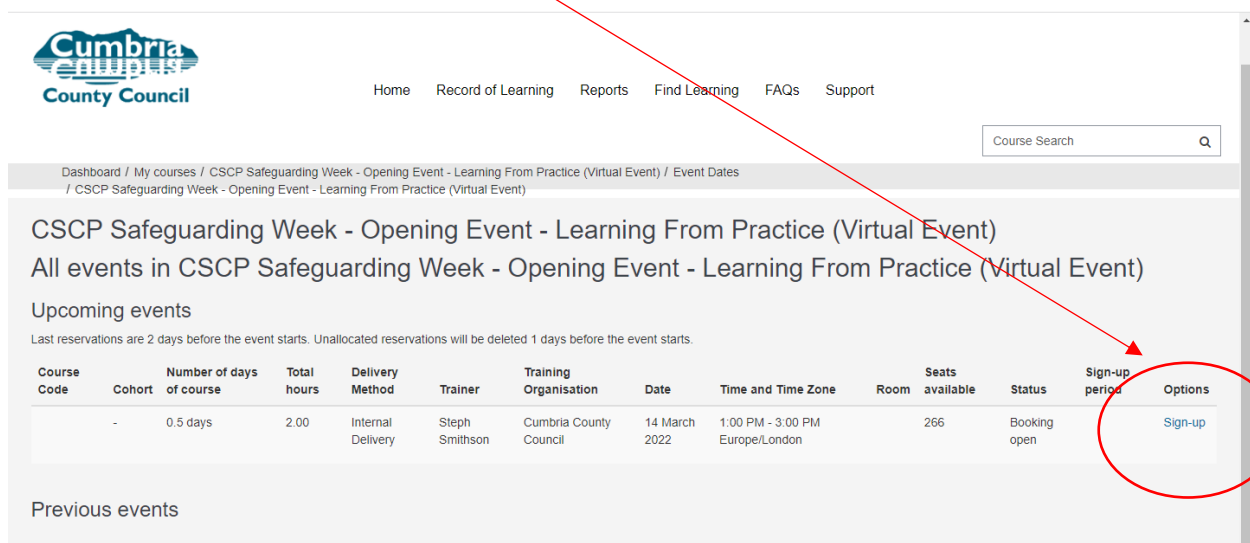 Cumbria
County Council
Home Record of Learning Reports Find Learning FAQs Support
Course Search
Dashboard / My courses / CSCP Safeguarding Week - Opening Event - Learning From Practice (Virtual Event) / Event Dates
/ CSCP Safeguarding Week - Opening Event - Learning From Practice (Virtual Event)
CSCP Safeguarding Week - Opening Event - Learning From Practice (Virtual Event)
All events in CSCP Safeguarding Week - Opening Event - Learning From Practice (Virtual Event)
Upcoming events
Last reservations are 2 days before the event starts. Unallocated reservations will be deleted 1 days before the event starts.
Course Number of days Total Delivery Training Seats Sign-up
Code Cohort of course hours Method Trainer Organisation Date Time and Time Zone Room available Status period Options
- 0.5 days 2.00 Internal Steph Cumbria County 14 March 1:00 PM - 3:00 PM 266 Booking Sign-up
Delivery Smithson Council 2022 Europe/London open
Previous events